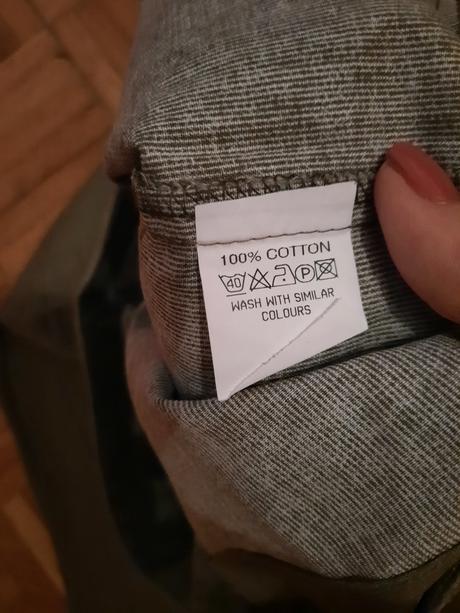 100% COTTON
40 P
WASH WITH SIMILAR
COLOURS